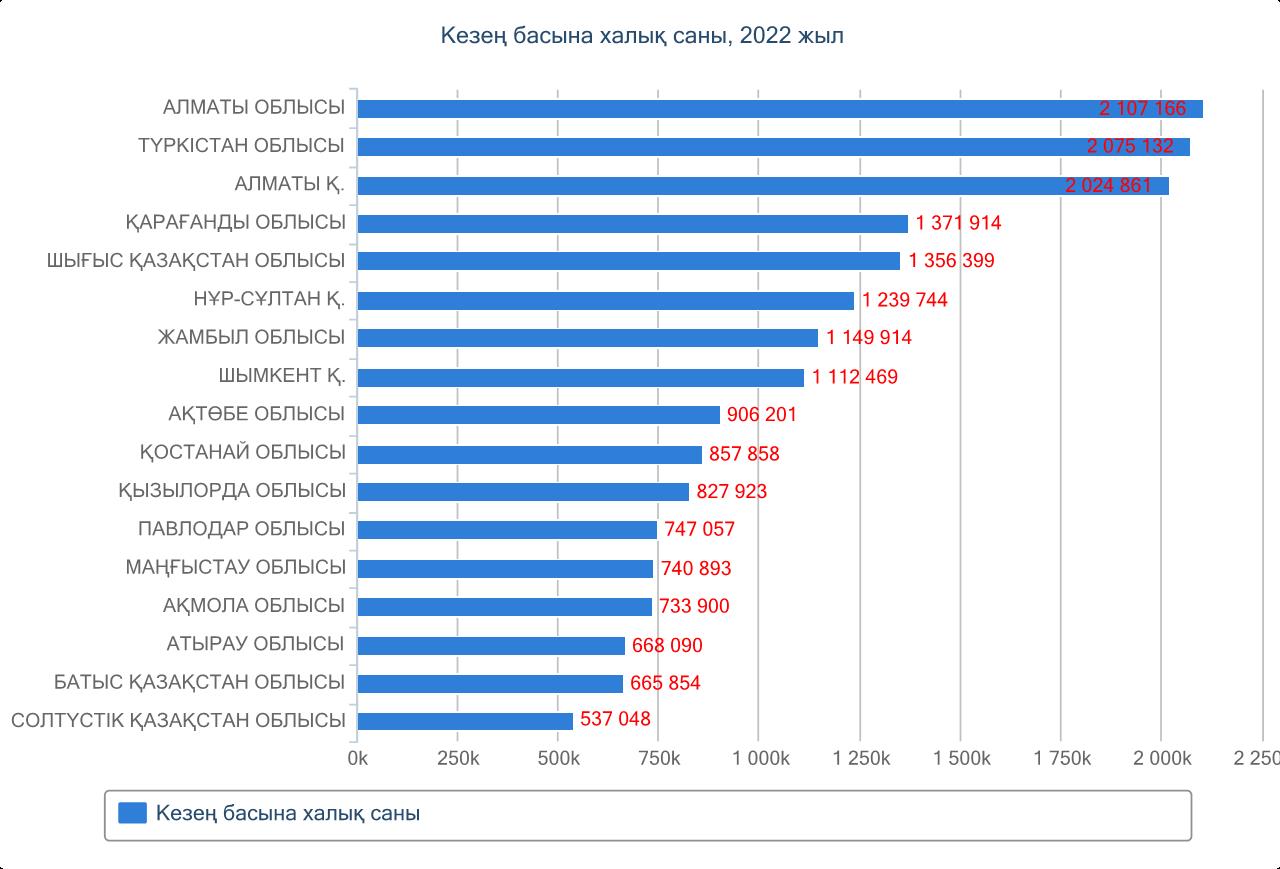 Кезең басына халық саны, 2022 жыл
АЛМАТЫ ОБЛЫСЫ 2 107 166
ТҮРКІСТАН ОБЛЫСЫ 2 075 132
АЛМАТЫ Қ. 2 024 861
ҚАРАҒАНДЫ ОБЛЫСЫ 1 371 914
ШЫҒЫС ҚАЗАҚСТАН ОБЛЫСЫ 1 356 399
НҰР-СҰЛТАН Қ. 1 239 744
ЖАМБЫЛ ОБЛЫСЫ 1 149 914
ШЫМКЕНТ Қ. 1 112 469
АҚТӨБЕ ОБЛЫСЫ 906 201
ҚОСТАНАЙ ОБЛЫСЫ 857 858
ҚЫЗЫЛОРДА ОБЛЫСЫ 827 923
ПАВЛОДАР ОБЛЫСЫ 747 057
МАҢҒЫСТАУ ОБЛЫСЫ 740 893
АҚМОЛА ОБЛЫСЫ 733 900
АТЫРАУ ОБЛЫСЫ 668 090
БАТЫС ҚАЗАҚСТАН ОБЛЫСЫ 665 854
СОЛТҮСТІК ҚАЗАҚСТАН ОБЛЫСЫ 537 048
0k 250k 500k 750k 1 000k 1 250k 1 500k 1 750k 2 000k 2 250
Кезең басына халық саны